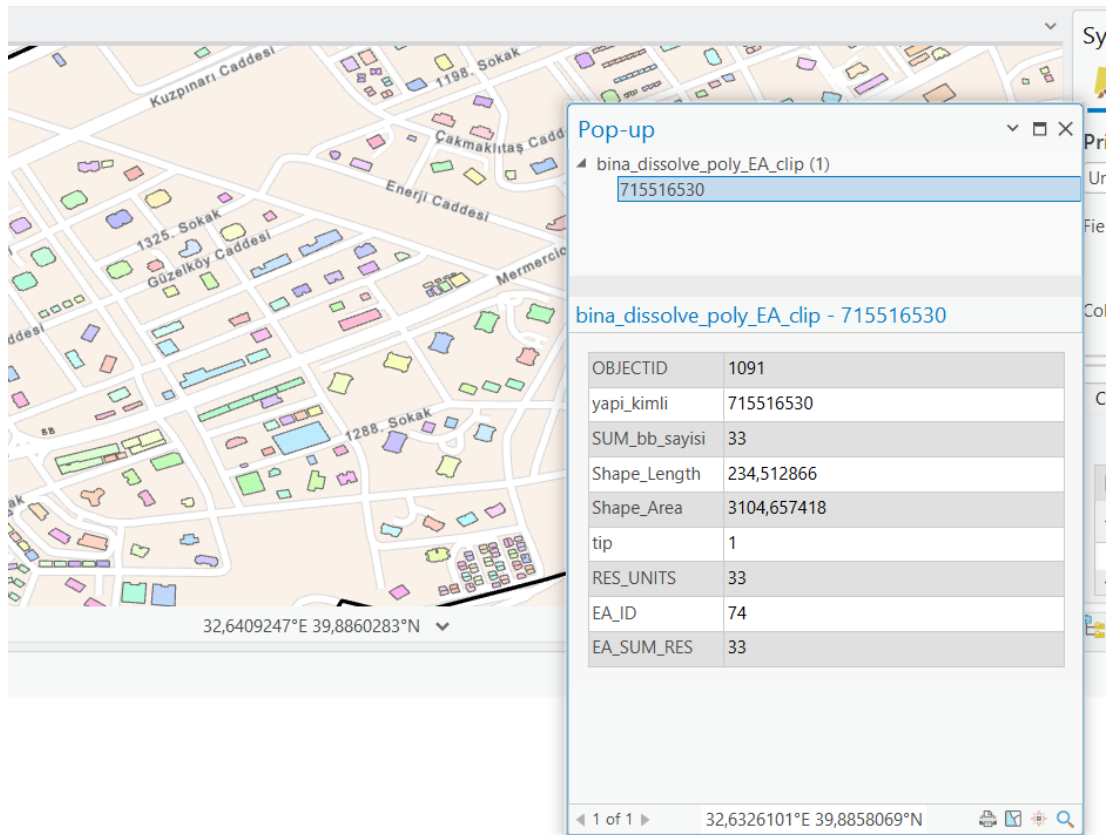 Sy
Kuzpınarı Caddesi
1198. Sokak
Çakmaklıtaş Cadd
Enerji Caddesi
1325. Sokak
Güzelköy Caddesi
Mermercio
ddesi
1288. Sokak
ak
32,6409247°E 39,8860283°N
Pop-up
bina_dissolve_poly_EA_clip (1)
715516530
bina_dissolve_poly_EA_clip - 715516530
OBJECTID 1091
yapi_kimli 715516530
SUM_bb_sayisi 33
Shape_Length 234,512866
Shape_Area 3104,657418
tip 1
RES_UNITS 33
EA_ID 74
EA_SUM_RES 33
1 of 1 32,6326101°E 39,8858069°N
Pri
Un
Fie
Col
C